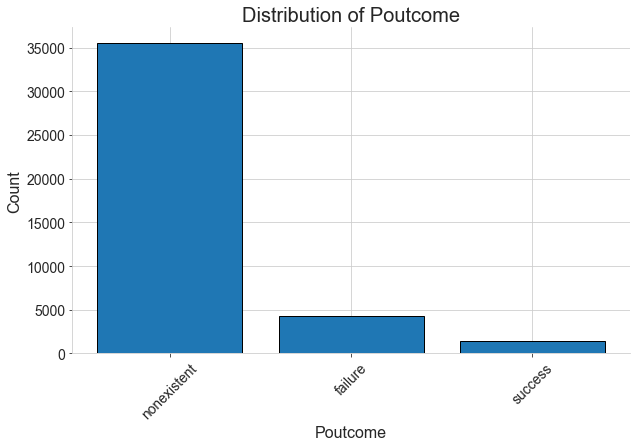 Distribution of Poutcome
Count
35000
30000
25000
20000
15000
10000
5000
0
nonexistent
failure
success
Poutcome